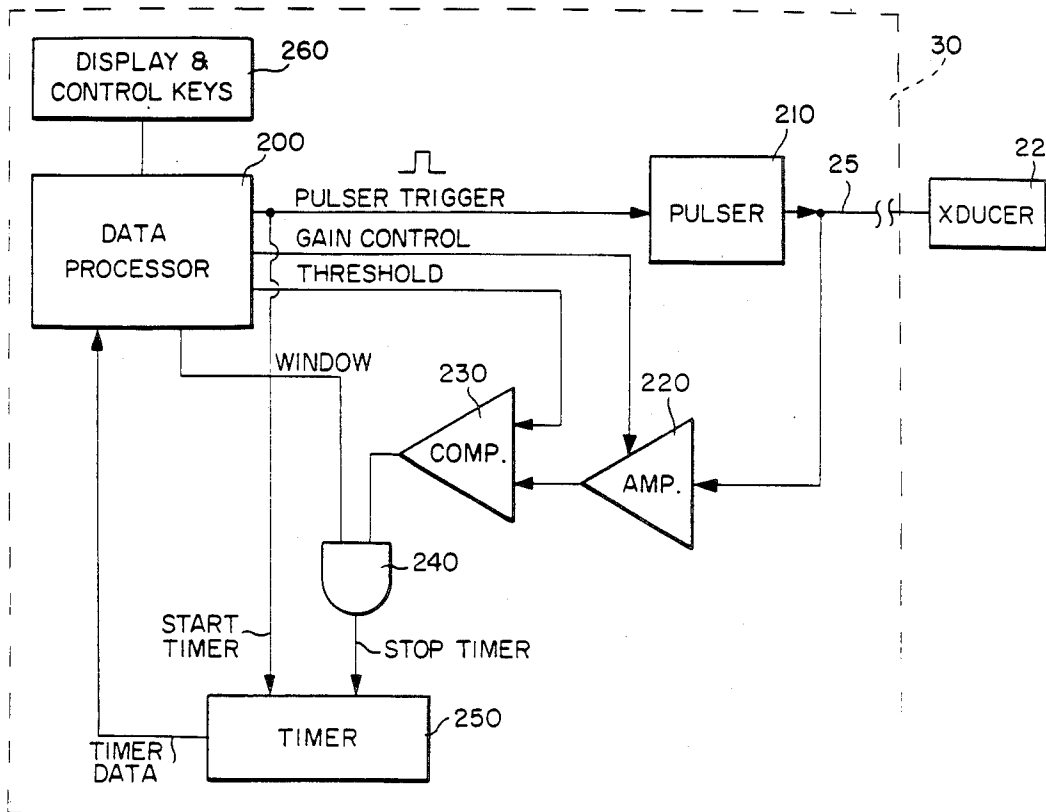 DISPLAY &
CONTROL KEYS
260
30
200
210
22
PULSER TRIGGER
25
DATA
PROCESSOR
PULSER
XDUCER
GAIN CONTROL
THRESHOLD
WINDOW
230
220
COMP.
AMP.
240
START
TIMER
STOP TIMER
TIMER
250
TIMER
DATA